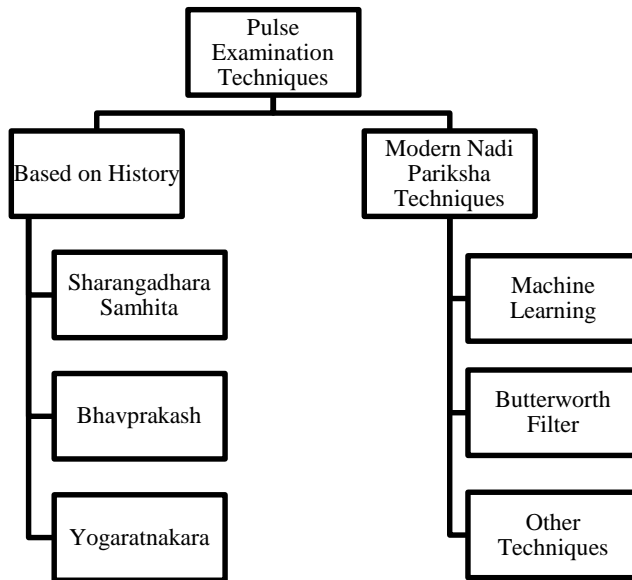 Pulse
Examination
Techniques
Based on History
Modern Nadi
Pariksha
Techniques
Sharangadhara
Samhita
Machine
Learning
Bhavprakash
Butterworth
Filter
Yogaratnakara
Other
Techniques